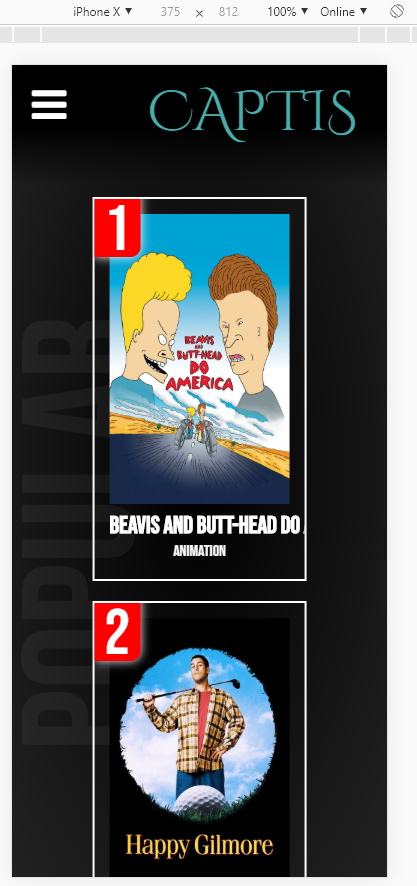 iPhone X ▼ 375 × 812 100% ▼ Online ▼
CAPTIS
POPULAR
1
BEAVIS
AND
BUTT-HEAD
DO
AMERICA
BEAVIS AND BUTT-HEAD DO
ANIMATION
2
Happy Gilmore